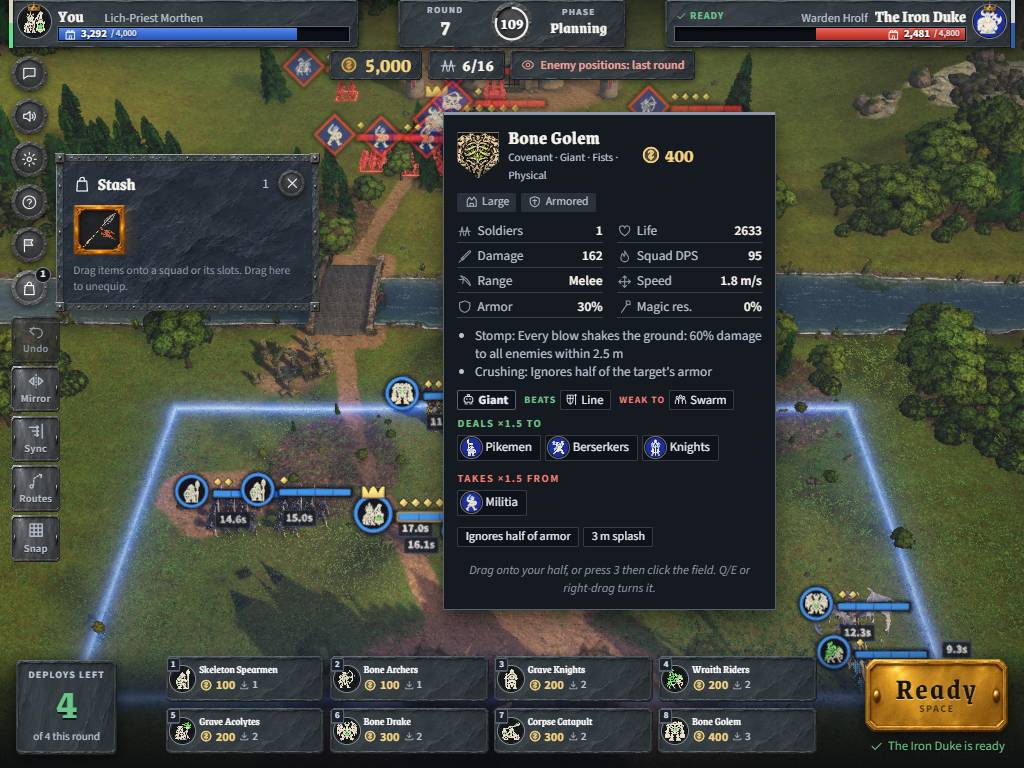 You
Lich-Priest Morthen
3,292 / 4,000
ROUND
7
109
PHASE
Planning
READY
Warden Hrolf
The Iron Duke
2,481 / 4,800
5,000
6/16
Enemy positions: last round
Stash
1
Drag items onto a squad or its slots. Drag here
to unequip.
1
Undo
Mirror
Sync
Routes
Snap
Bone Golem
Covenant · Giant · Fists ·
Physical
400
Large
Armored
Soldiers 1
Life 2633
Damage 162
Squad DPS 95
Range Melee
Speed 1.8 m/s
Armor 30%
Magic res. 0%
• Stomp: Every blow shakes the ground: 60% damage
to all enemies within 2.5 m
• Crushing: Ignores half of the target's armor
Giant BEATS Line WEAK TO Swarm
DEALS ×1.5 TO
Pikemen
Berserkers
Knights
TAKES ×1.5 FROM
Militia
Ignores half of armor
3 m splash
Drag onto your half, or press 3 then click the field. Q/E or
right-drag turns it.
14.6s
15.0s
17.0s
16.1s
12.3s
9.3s
DEPLOYS LEFT
4
of 4 this round
1
Skeleton Spearmen
100 1
2
Bone Archers
100 1
3
Grave Knights
200 2
4
Wraith Riders
200 2
5
Grave Acolytes
200 2
6
Bone Drake
300 2
7
Corpse Catapult
300 2
8
Bone Golem
400 3
Ready
SPACE
The Iron Duke is ready